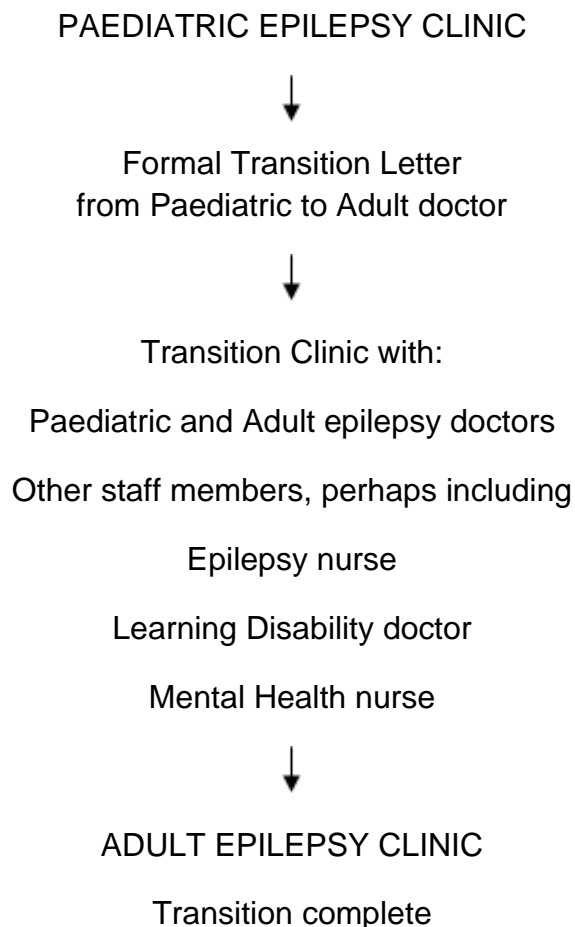 PAEDIATRIC EPILEPSY CLINIC
Formal Transition Letter
from Paediatric to Adult doctor
Transition Clinic with:
Paediatric and Adult epilepsy doctors
Other staff members, perhaps including
Epilepsy nurse
Learning Disability doctor
Mental Health nurse
ADULT EPILEPSY CLINIC
Transition complete